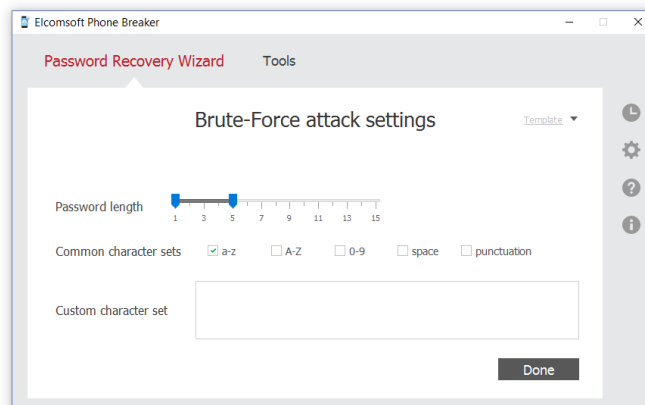 Elcomsoft Phone Breaker
Password Recovery Wizard Tools
Brute-Force attack settings
Template
Password length
1 3 5 7 9 11 13 15
Common character sets a-z A-Z 0-9 space punctuation
Custom character set
Done